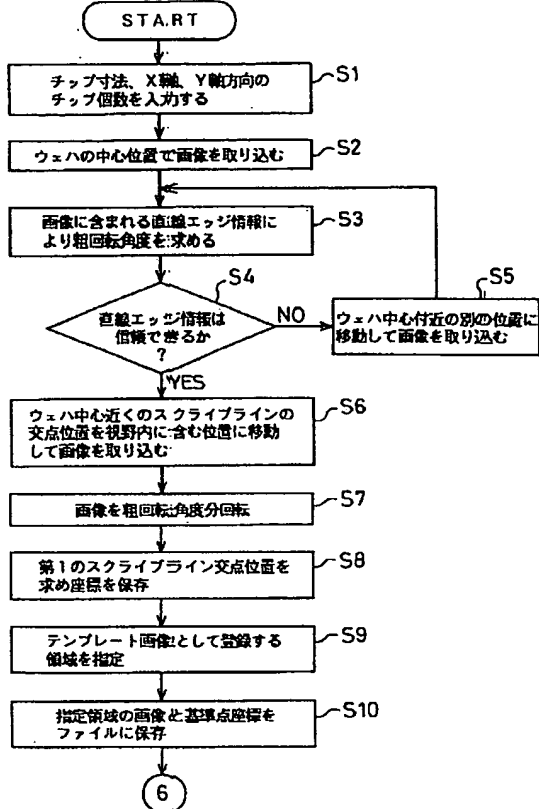 START
チップ寸法、X軸、Y軸方向の
チップ個数を入力する
S1
ウェハの中心位置で画像を取り込む
S2
画像に含まれる直線エッジ情報に
より粗回転角度を求める
S3
S4
直線エッジ情報は
信頼できるか
?
NO
S5
ウェハ中心付近の別の位置に
移動して画像を取り込む
YES
ウェハ中心近くのスクライブラインの
交点位置を視野内に含む位置に移動
して画像を取り込む
S6
画像を粗回転角度分回転
S7
第1のスクライブライン交点位置を
求め座標を保存
S8
テンプレート画像として登録する
領域を指定
S9
指定領域の画像と基準点座標を
ファイルに保存
S10
6